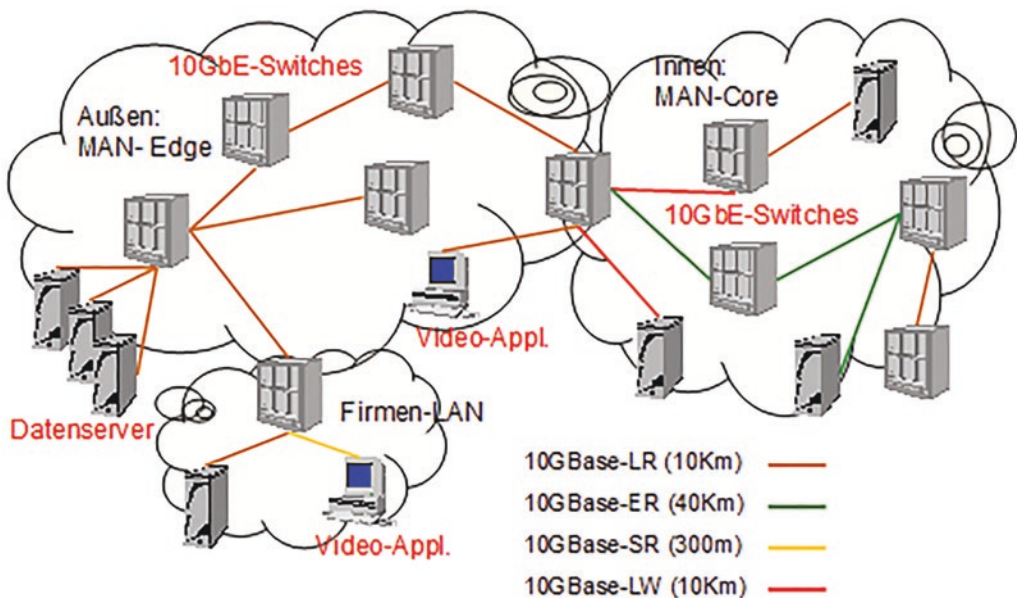 10GbE-Switches
Außen:
MAN- Edge
Innen:
MAN-Core
10GbE-Switches
Video-Appl.
Datenserver
Firmen-LAN
Video-Appl.
10GBase-LR (10Km)
10GBase-ER (40Km)
10GBase-SR (300m)
10GBase-LW (10Km)